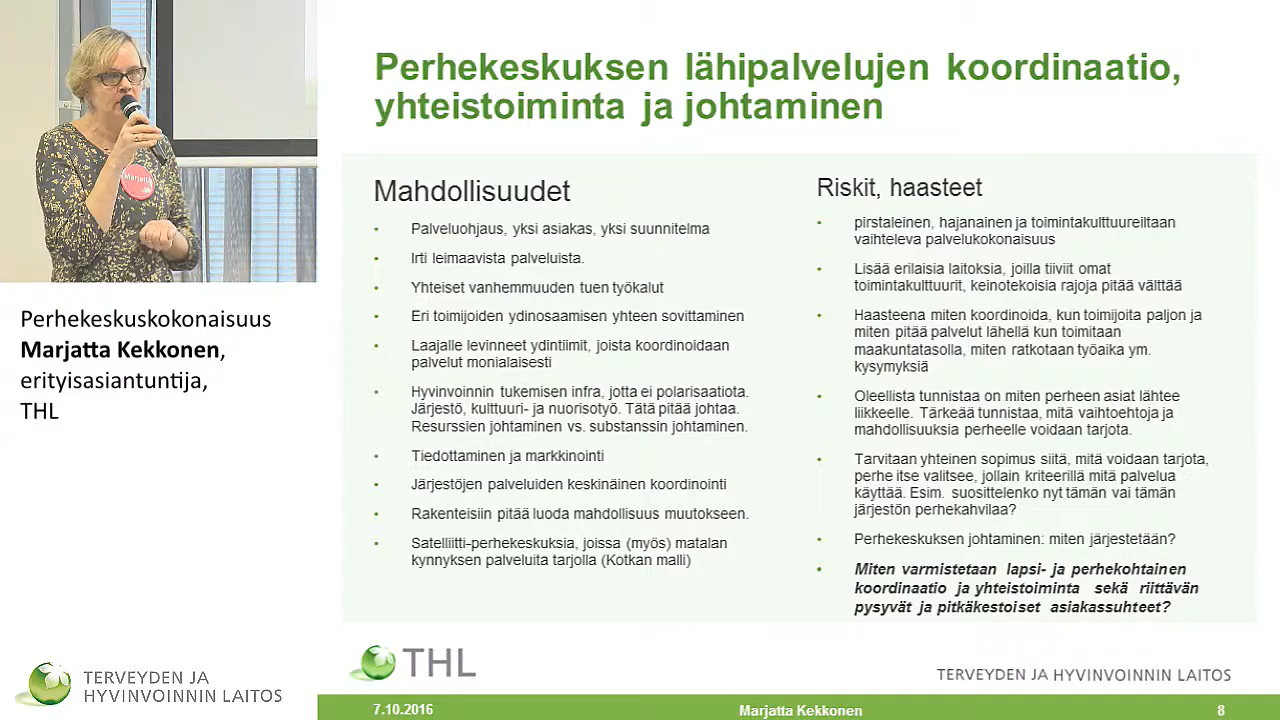 Perhekeskuksen lähipalvelujen koordinaatio,
yhteistoiminta ja johtaminen
Mahdollisuudet
• Palveluohjaus, yksi asiakas, yksi suunnitelma
• Irti leimaavista palveluista.
• Yhteiset vanhemmuuden tuen työkalut
• Eri toimijoiden ydinosaamisen yhteen sovittaminen
• Laajalle levinneet ydintiimit, joista koordinoidaan
palvelut monialaisesti
• Hyvinvoinnin tukemisen infra, jotta ei polarisaatiota.
Järjestö, kulttuuri- ja nuorisotyö. Tätä pitää johtaa.
Resurssien johtaminen vs. substanssin johtaminen.
• Tiedottaminen ja markkinointi
• Järjestöjen palveluiden keskinäinen koordinointi
• Rakenteisiin pitää luoda mahdollisuus muutokseen.
• Satelliitti-perhekeskuksia, joissa (myös) matalan
kynnyksen palveluita tarjolla (Kotkan malli)
Riskit, haasteet
• pirstaleinen, hajanainen ja toimintakulttuureiltaan
vaihteleva palvelukokonaisuus
• Lisää erilaisia laitoksia, joilla tiiviit omat
toimintakulttuurit, keinotekoisia rajoja pitää välttää
• Haasteena miten koordinoida, kun toimijoita paljon ja
miten pitää palvelut lähellä kun toimitaan
maakuntatasolla, miten ratkotaan työaika ym.
kysymyksiä
• Oleellista tunnistaa on miten perheen asiat lähtee
liikkeelle. Tärkeää tunnistaa, mitä vaihtoehtoja ja
mahdollisuuksia perheelle voidaan tarjota.
• Tarvitaan yhteinen sopimus siitä, mitä voidaan tarjota,
perhe itse valitsee, jollain kriteerillä mitä palvelua
käyttää. Esim. suosittelenko nyt tämän vai tämän
järjestön perhekahvilaa?
• Perhekeskuksen johtaminen: miten järjestetään?
• Miten varmistetaan lapsi- ja perhekohtainen
koordinaatio ja yhteistoiminta sekä riittävän
pysyvät ja pitkäkestoiset asiakassuhteet?
Marjatta
Perhekeskuskokonaisuus
Marjatta Kekkonen,
erityisasiantuntija,
THL
TERVEYDEN JA
HYVINVOINNIN LAITOS
THL
TERVEYDEN JA HYVINVOINNIN LAITOS
7.10.2016
Marjatta Kekkonen
8